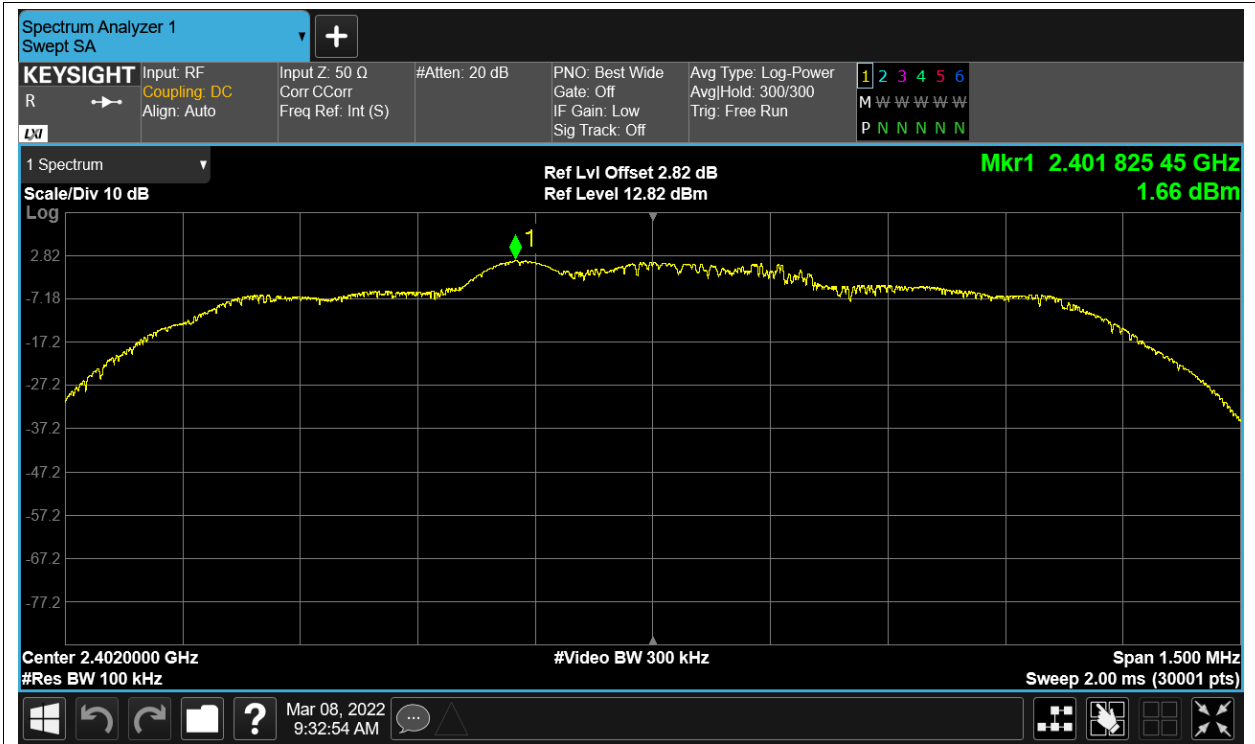 Spectrum Analyzer 1
Swept SA
KEYSIGHT
R
LXI
Input: RF
Coupling: DC
Align: Auto
Input Z: 50 Ω
Corr CCorr
Freq Ref: Int (S)
#Atten: 20 dB
PNO: Best Wide
Gate: Off
IF Gain: Low
Sig Track: Off
Avg Type: Log-Power
Avg|Hold: 300/300
Trig: Free Run
1 2 3 4 5 6
M W W W W W
P N N N N N
1 Spectrum
Scale/Div 10 dB
Log
Ref Lvl Offset 2.82 dB
Ref Level 12.82 dBm
Mkr1 2.401 825 45 GHz
1.66 dBm
1
2.82
-7.18
-17.2
-27.2
-37.2
-47.2
-57.2
-67.2
-77.2
Center 2.4020000 GHz
#Res BW 100 kHz
#Video BW 300 kHz
Span 1.500 MHz
Sweep 2.00 ms (30001 pts)
?
Mar 08, 2022
9:32:54 AM